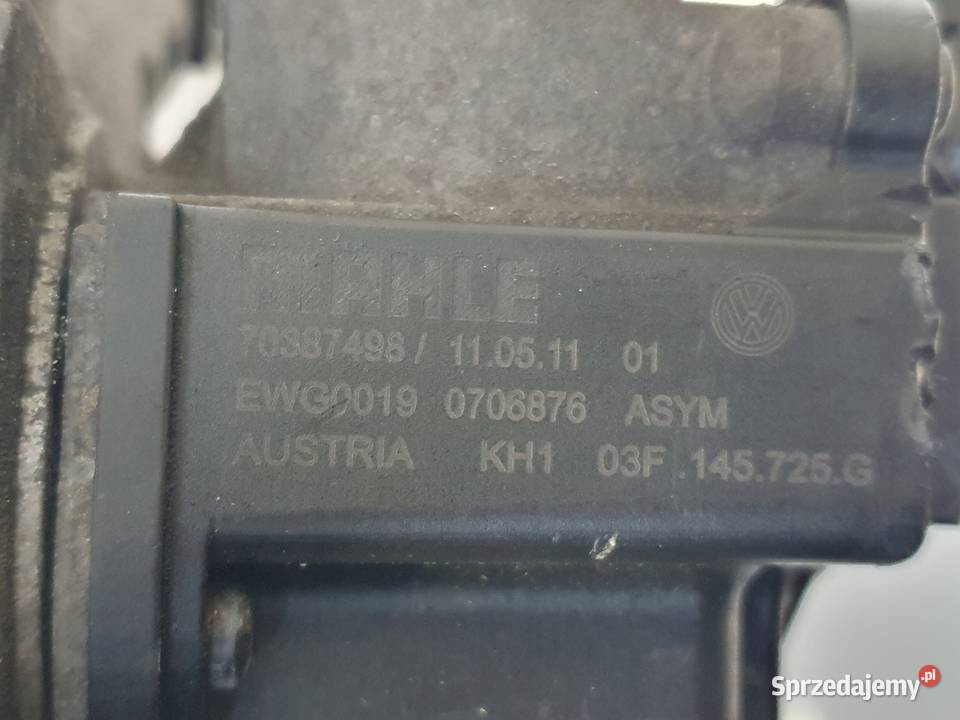 MAHLE
70387498/ 11.05.11 01
EWG0019 0706876 ASYM
AUSTRIA KH1 03F.145.725.G
Sprzedajemy.pl